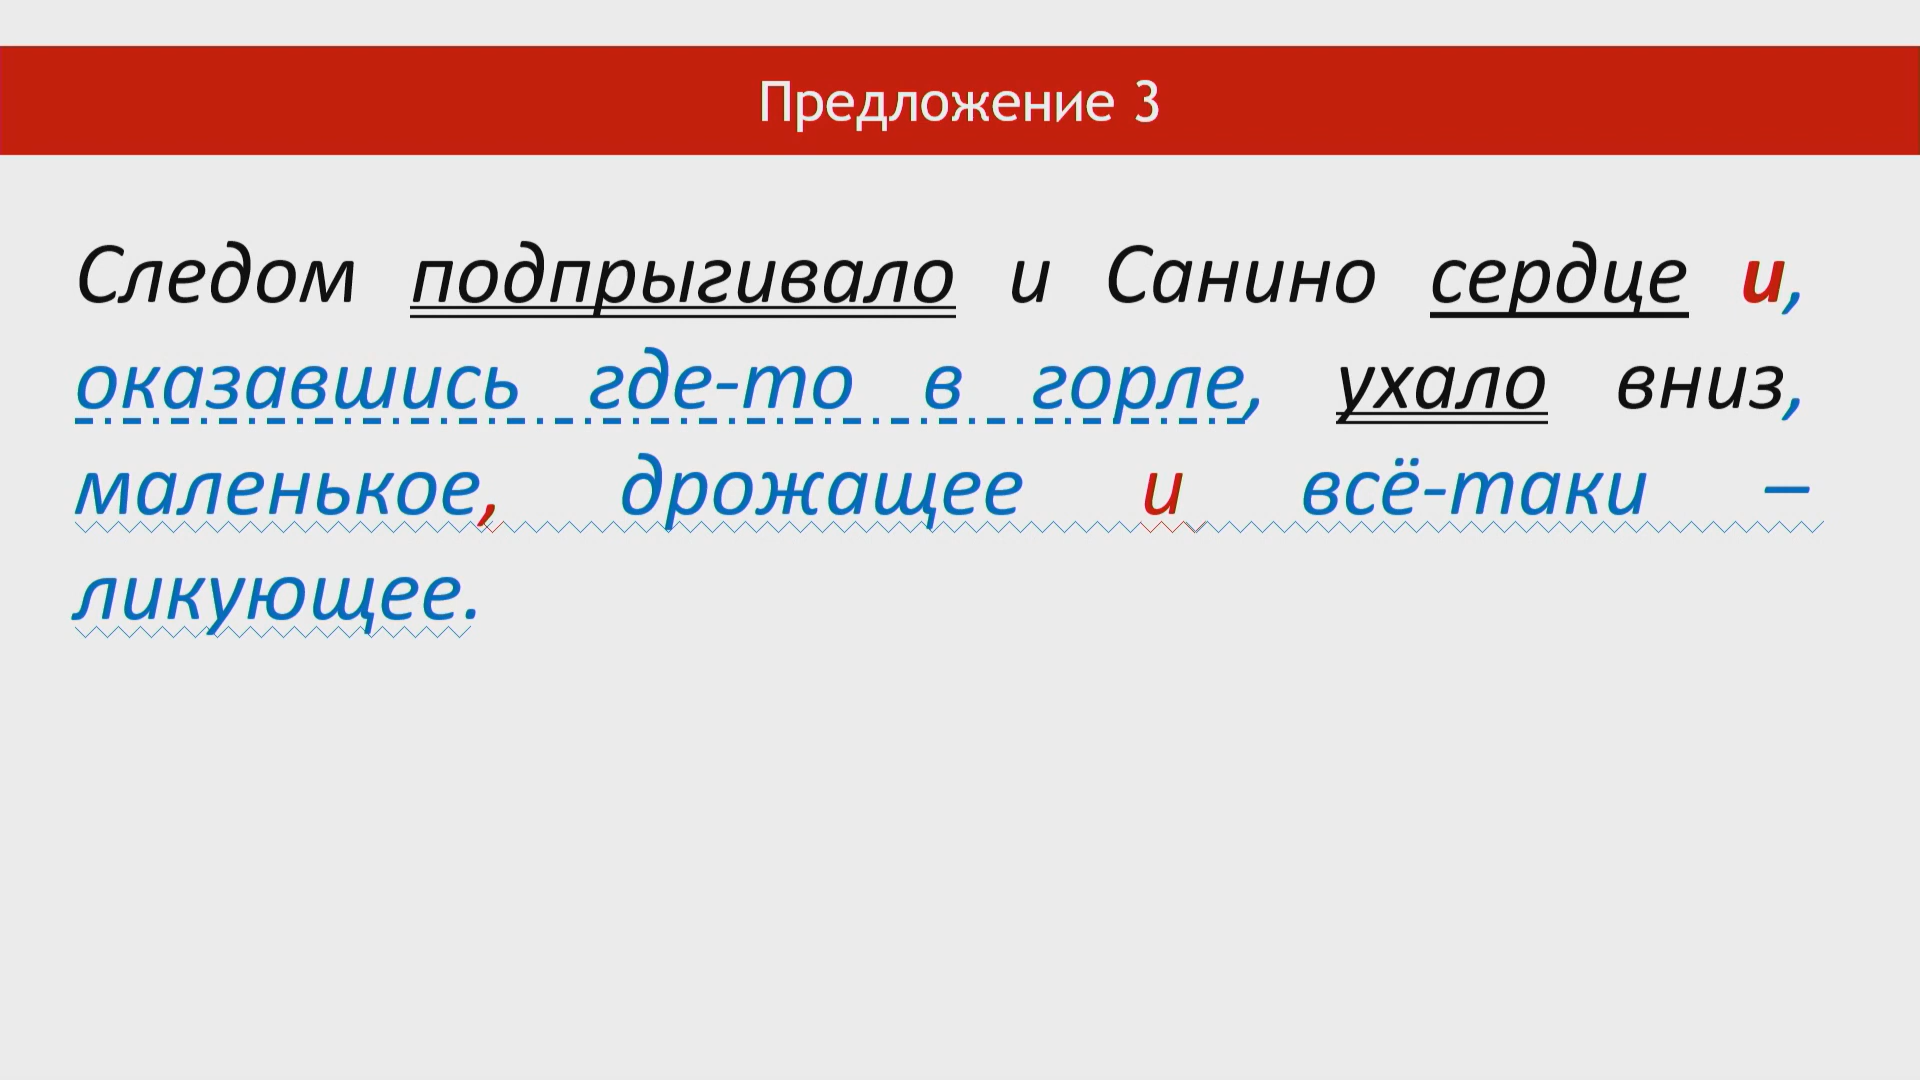 Предложение 3
Следом подпрыгивало и Санино сердце и,
оказавшись где-то в горле, ухало вниз,
маленькое, дрожащее и всё-таки –
ликующее.